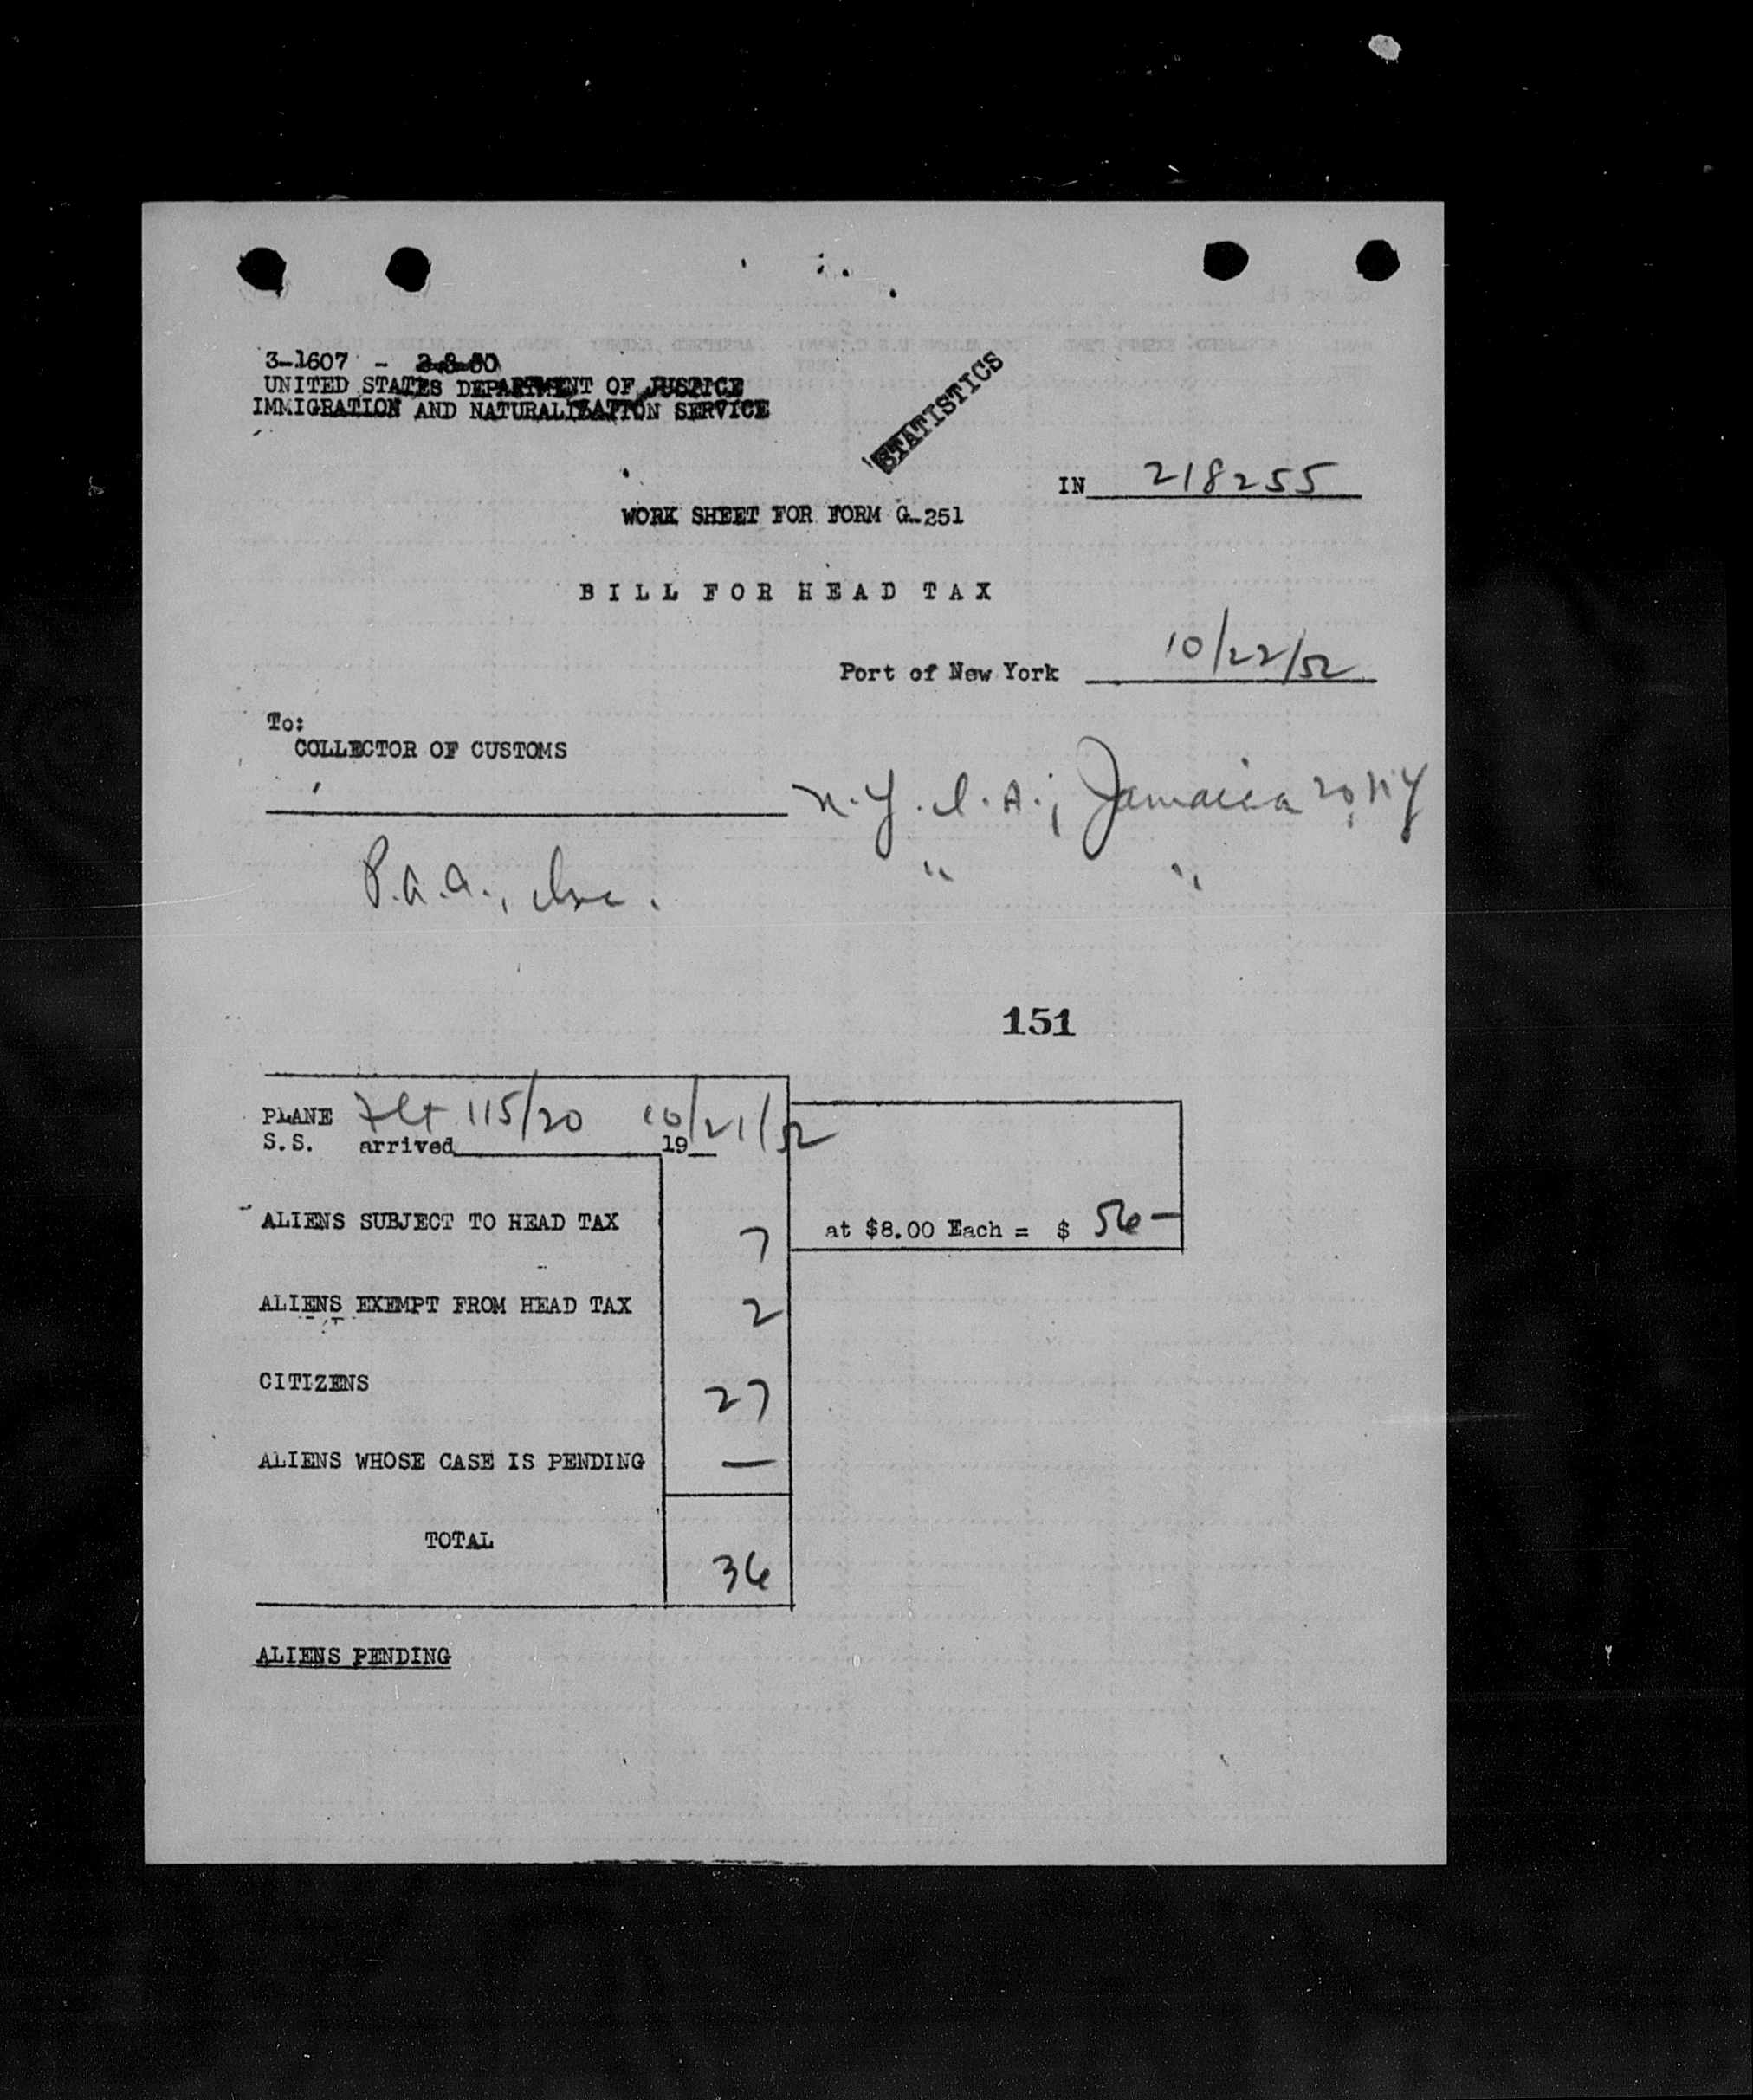 3-1607 - 2-8-50
UNITED STATES DEPARTMENT OF JUSTICE
IMMIGRATION AND NATURALIZATION SERVICE
STATISTICS
IN 218255
WORK SHEET FOR FORM G-251
BILL FOR HEAD TAX
Port of New York 10/22/52
To:
COLLECTOR OF CUSTOMS
N.Y.I.A., Jamaica 20, NY
P.A.A., Inc. " "
151
PLANE Flt 115/20 10/21/52
S.S. arrived 19
ALIENS SUBJECT TO HEAD TAX 7 at $8.00 Each = $ 56-
ALIENS EXEMPT FROM HEAD TAX 2
CITIZENS 27
ALIENS WHOSE CASE IS PENDING —
TOTAL 36
ALIENS PENDING